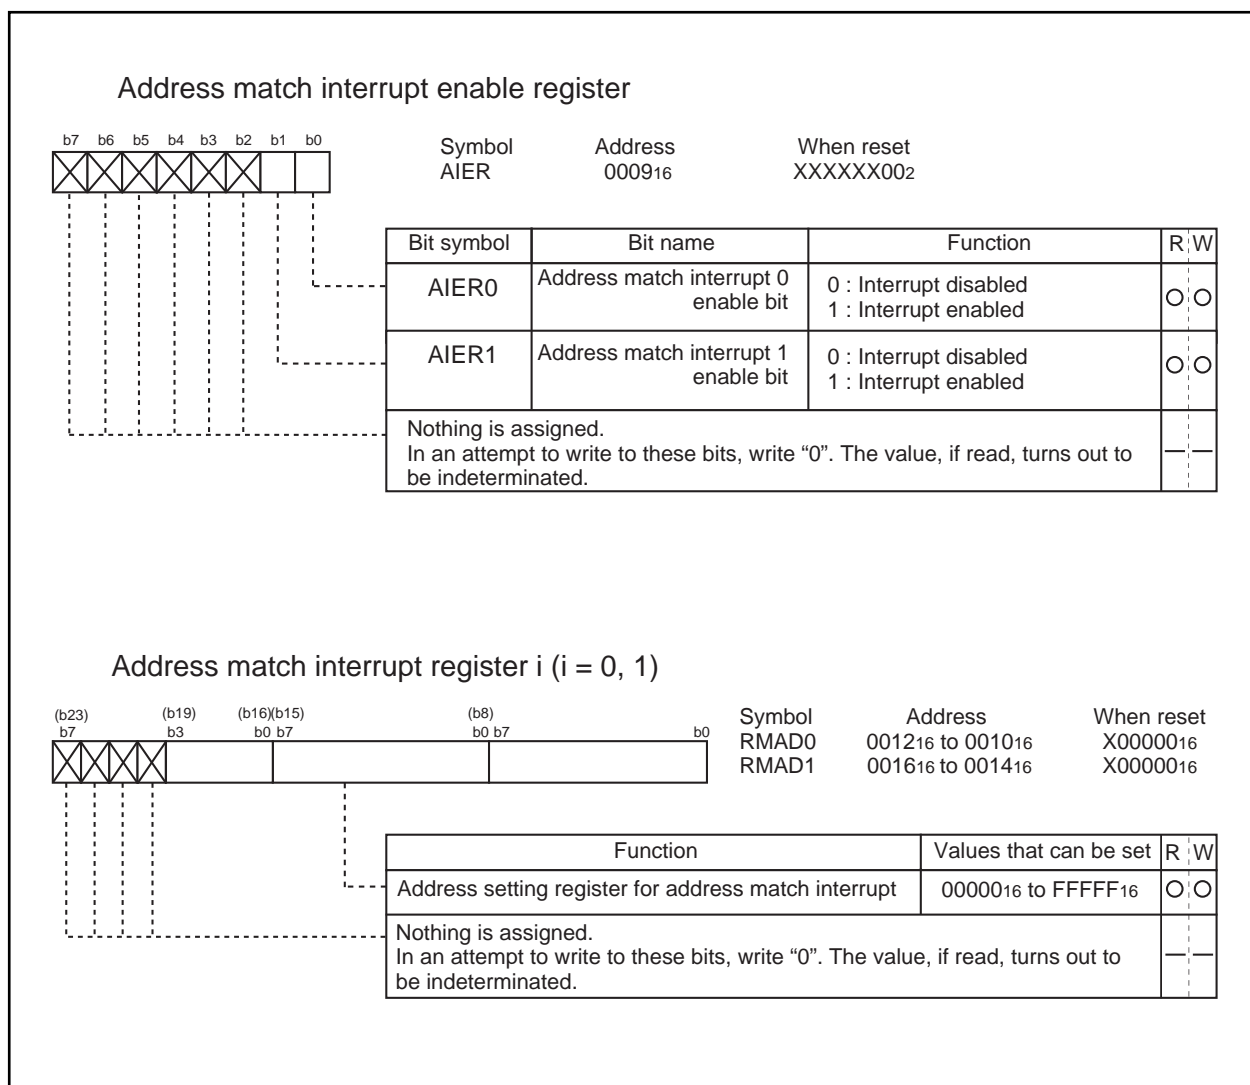 Address match interrupt enable register
b7 b6 b5 b4 b3 b2 b1 b0
Symbol Address When reset
AIER 000916 XXXXXX002
Bit symbol Bit name Function R W
AIER0 Address match interrupt 0 enable bit 0 : Interrupt disabled
1 : Interrupt enabled
AIER1 Address match interrupt 1 enable bit 0 : Interrupt disabled
1 : Interrupt enabled
Nothing is assigned.
In an attempt to write to these bits, write “0”. The value, if read, turns out to
be indeterminated.
Address match interrupt register i (i = 0, 1)
(b23) (b19) (b16)(b15) (b8)
b7 b3 b0 b7 b0 b7 b0
Symbol Address When reset
RMAD0 001216 to 001016 X0000016
RMAD1 001616 to 001416 X0000016
Function Values that can be set R W
Address setting register for address match interrupt 0000016 to FFFFF16
Nothing is assigned.
In an attempt to write to these bits, write “0”. The value, if read, turns out to
be indeterminated.